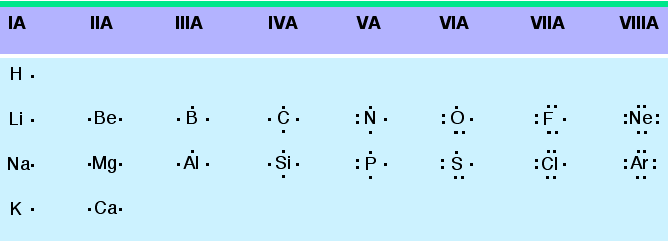 IA IIA IIIA IVA VA VIA VIIA VIIIA
H
Li Be B C N O F Ne
Na Mg Al Si P S Cl Ar
K Ca